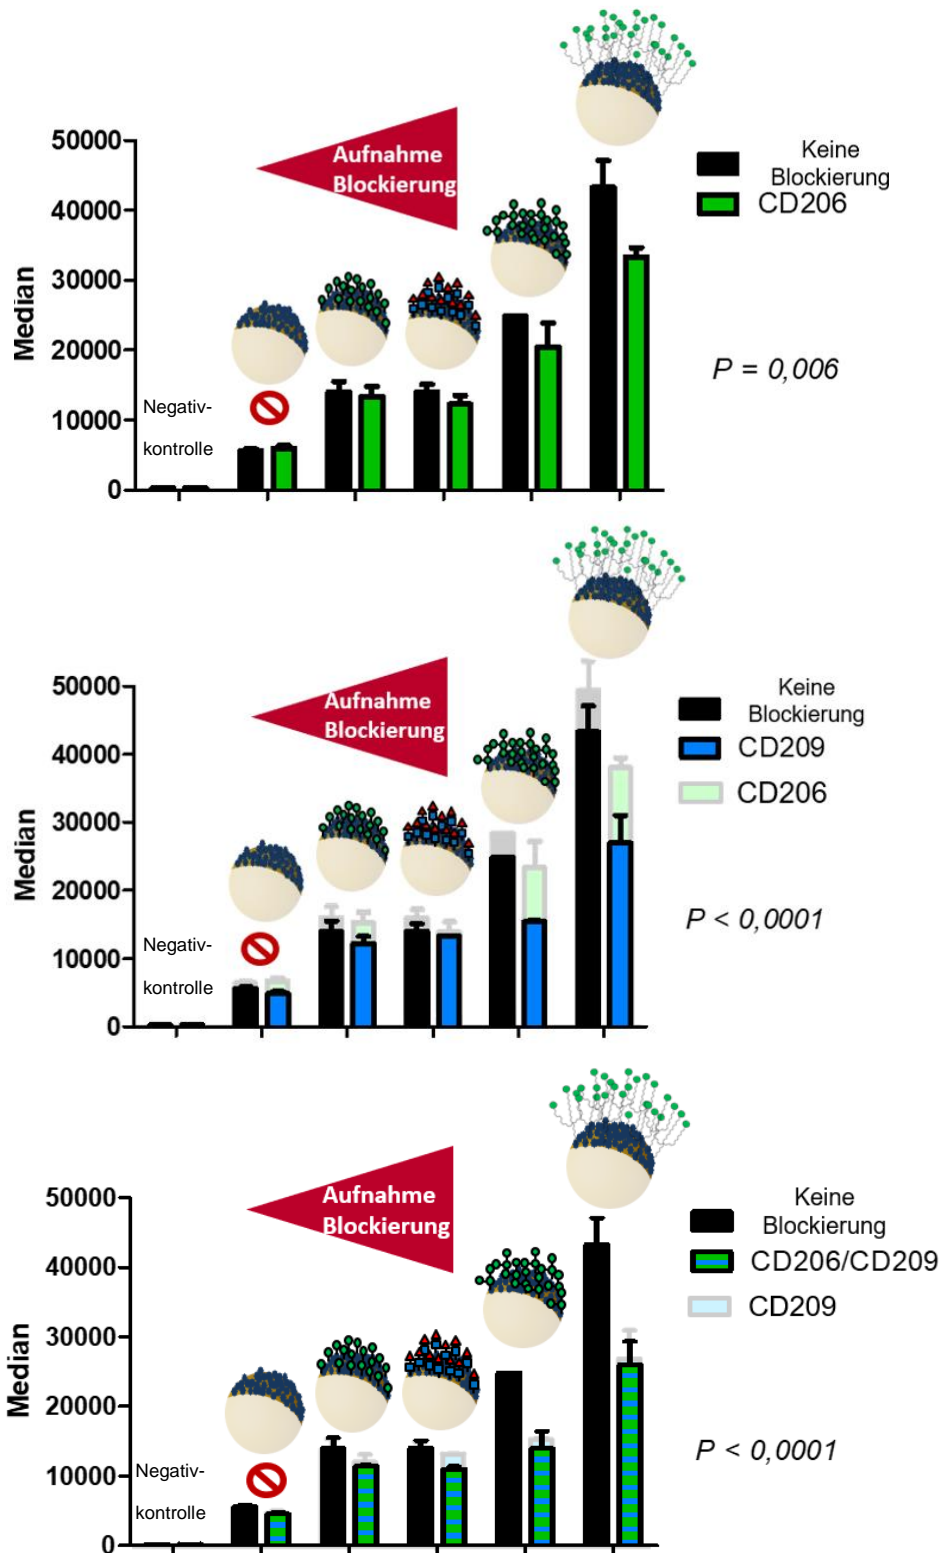 50000
40000
30000
20000
10000
0
Median
Negativ-
kontrolle
Aufnahme
Blockierung
Keine
Blockierung
CD206
P = 0,006
50000
40000
30000
20000
10000
0
Median
Negativ-
kontrolle
Aufnahme
Blockierung
Keine
Blockierung
CD209
CD206
P < 0,0001
50000
40000
30000
20000
10000
0
Median
Negativ-
kontrolle
Aufnahme
Blockierung
Keine
Blockierung
CD206/CD209
CD209
P < 0,0001